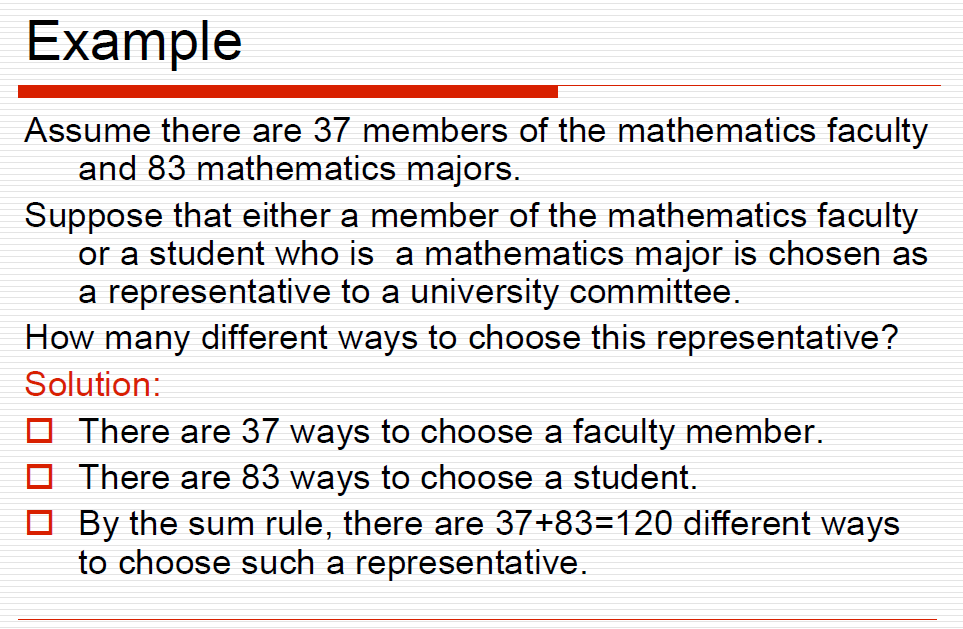 Example
Assume there are 37 members of the mathematics faculty
and 83 mathematics majors.
Suppose that either a member of the mathematics faculty
or a student who is a mathematics major is chosen as
a representative to a university committee.
How many different ways to choose this representative?
Solution:
There are 37 ways to choose a faculty member.
There are 83 ways to choose a student.
By the sum rule, there are 37+83=120 different ways
to choose such a representative.